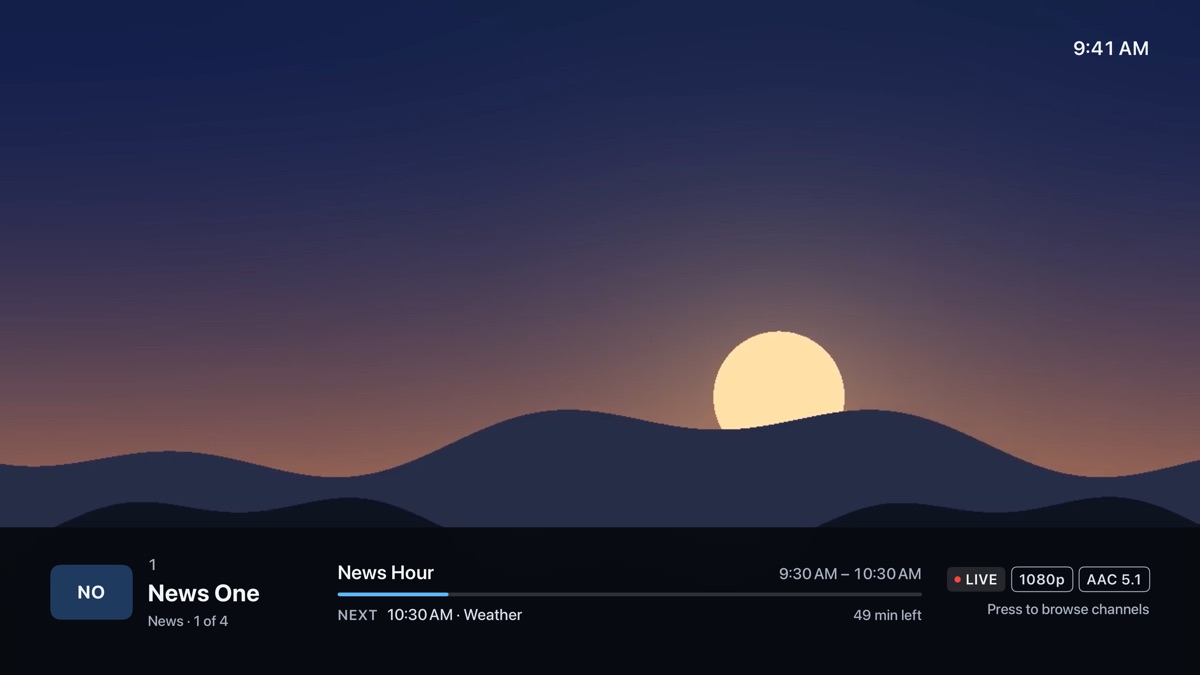 9:41 AM
NO
1
News One
News · 1 of 4
News Hour
9:30 AM – 10:30 AM
NEXT 10:30 AM · Weather
49 min left
LIVE
1080p
AAC 5.1
Press to browse channels